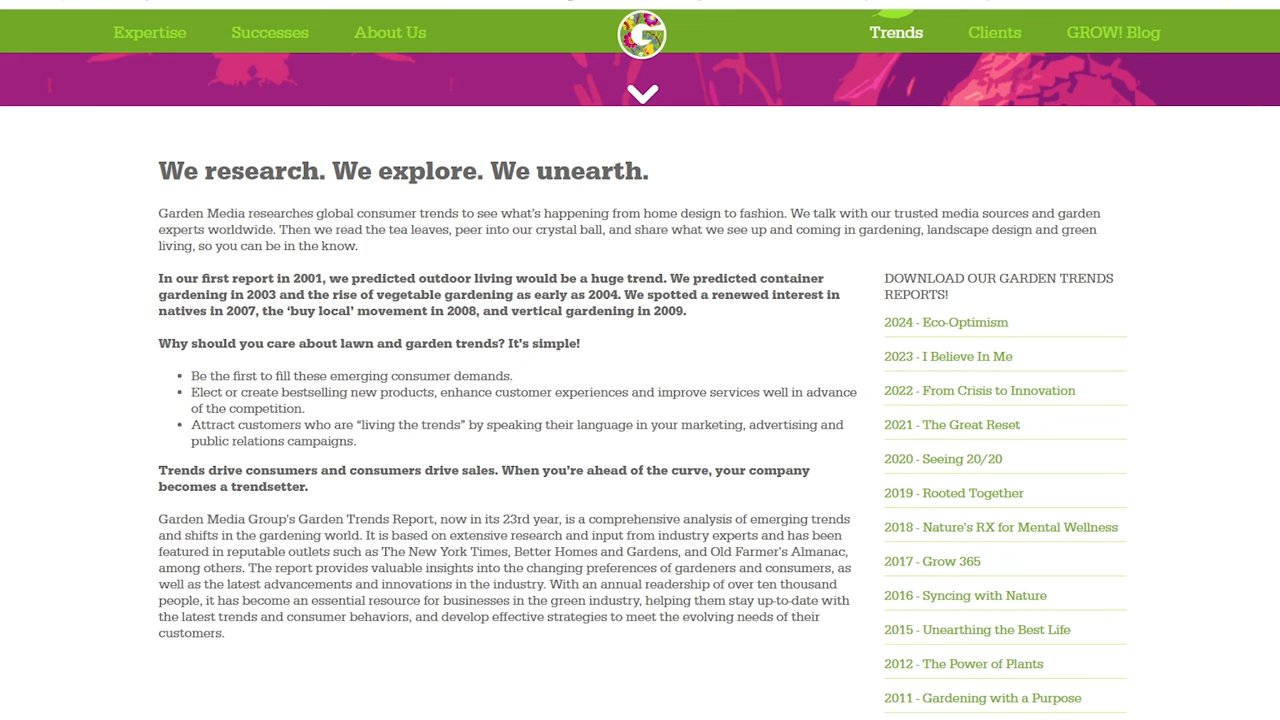 Expertise Successes About Us G Trends Clients GROW! Blog
We research. We explore. We unearth.
Garden Media researches global consumer trends to see what's happening from home design to fashion. We talk with our trusted media sources and garden
experts worldwide. Then we read the tea leaves, peer into our crystal ball, and share what we see up and coming in gardening, landscape design and green
living, so you can be in the know.
In our first report in 2001, we predicted outdoor living would be a huge trend. We predicted container
gardening in 2003 and the rise of vegetable gardening as early as 2004. We spotted a renewed interest in
natives in 2007, the ‘buy local’ movement in 2008, and vertical gardening in 2009.
Why should you care about lawn and garden trends? It’s simple!
• Be the first to fill these emerging consumer demands.
• Elect or create bestselling new products, enhance customer experiences and improve services well in advance
of the competition.
• Attract customers who are “living the trends” by speaking their language in your marketing, advertising and
public relations campaigns.
Trends drive consumers and consumers drive sales. When you’re ahead of the curve, your company
becomes a trendsetter.
Garden Media Group's Garden Trends Report, now in its 23rd year, is a comprehensive analysis of emerging trends
and shifts in the gardening world. It is based on extensive research and input from industry experts and has been
featured in reputable outlets such as The New York Times, Better Homes and Gardens, and Old Farmer's Almanac,
among others. The report provides valuable insights into the changing preferences of gardeners and consumers, as
well as the latest advancements and innovations in the industry. With an annual readership of over ten thousand
people, it has become an essential resource for businesses in the green industry, helping them stay up-to-date with
the latest trends and consumer behaviors, and develop effective strategies to meet the evolving needs of their
customers.
DOWNLOAD OUR GARDEN TRENDS
REPORTS!
2024 - Eco-Optimism
2023 - I Believe In Me
2022 - From Crisis to Innovation
2021 - The Great Reset
2020 - Seeing 20/20
2019 - Rooted Together
2018 - Nature's RX for Mental Wellness
2017 - Grow 365
2016 - Syncing with Nature
2015 - Unearthing the Best Life
2012 - The Power of Plants
2011 - Gardening with a Purpose